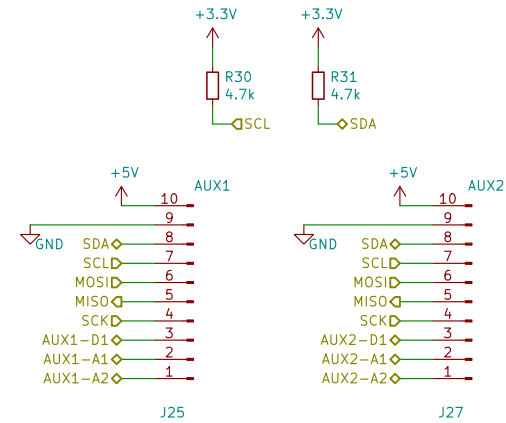 +3.3V +3.3V
R30 R31
4.7k 4.7k
SCL SDA
+5V +5V
10 AUX1 10 AUX2
9 9
GND SDA 8 GND SDA 8
SCL 7 SCL 7
MOSI 6 MOSI 6
MISO 5 MISO 5
SCK 4 SCK 4
AUX1-D1 3 AUX2-D1 3
AUX1-A1 2 AUX2-A1 2
AUX1-A2 1 AUX2-A2 1
J25 J27